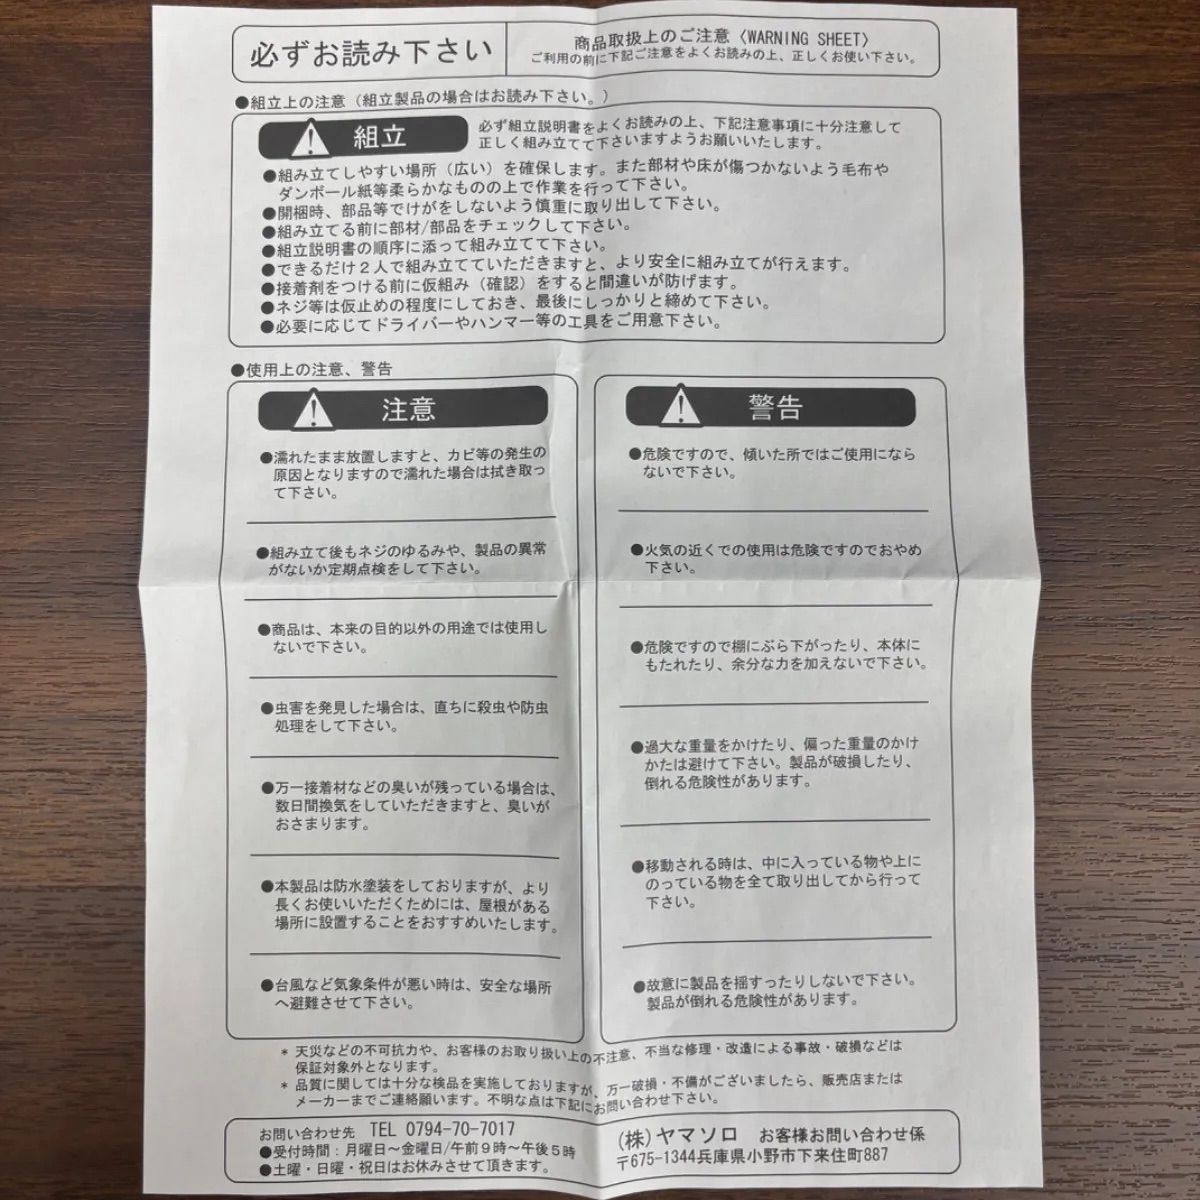 必ずお読み下さい
商品取扱上のご注意〈WARNING SHEET〉
ご利用の前に下記ご注意をよくお読みの上、正しくお使い下さい。
●組立上の注意（組立製品の場合はお読み下さい。）
組立
必ず組立説明書をよくお読みの上、下記注意事項に十分注意して
正しく組み立てて下さいますようお願いいたします。
●組み立てしやすい場所（広い）を確保します。また部材や床が傷つかないよう毛布や
ダンボール紙等柔らかなものの上で作業を行って下さい。
●開梱時、部品等でけがをしないよう慎重に取り出して下さい。
●組み立てる前に部材/部品をチェックして下さい。
●組立説明書の順序に添って組み立てて下さい。
●できるだけ２人で組み立てていただきますと、より安全に組み立てが行えます。
●接着剤をつける前に仮組み（確認）をすると間違いが防げます。
●ネジ等は仮止めの程度にしておき、最後にしっかりと締めて下さい。
●必要に応じてドライバーやハンマー等の工具をご用意下さい。
●使用上の注意、警告
注意
●濡れたまま放置しますと、カビ等の発生の
原因となりますので濡れた場合は拭き取っ
て下さい。
●組み立て後もネジのゆるみや、製品の異常
がないか定期点検をして下さい。
●商品は、本来の目的以外の用途では使用し
ないで下さい。
●虫害を発見した場合は、直ちに殺虫や防虫
処理をして下さい。
●万一接着材などの臭いが残っている場合は、
数日間換気をしていただきますと、臭いが
おさまります。
●本製品は防水塗装をしておりますが、より
長くお使いいただくためには、屋根がある
場所に設置することをおすすめいたします。
●台風など気象条件が悪い時は、安全な場所
へ避難させて下さい。
警告
●危険ですので、傾いた所ではご使用になら
ないで下さい。
●火気の近くでの使用は危険ですのでおやめ
下さい。
●危険ですので棚にぶら下がったり、本体に
もたれたり、余分な力を加えないで下さい。
●過大な重量をかけたり、偏った重量のかけ
かたは避けて下さい。製品が破損したり、
倒れる危険性があります。
●移動される時は、中に入っている物や上に
のっている物を全て取り出してから行って
下さい。
●故意に製品を揺すったりしないで下さい。
製品が倒れる危険性があります。
* 天災などの不可抗力や、お客様のお取り扱い上の不注意、不当な修理・改造による事故・破損などは
保証対象外となります。
* 品質に関しては十分な検品を実施しておりますが、万一破損・不備がございましたら、販売店または
メーカーまでご連絡願います。不明な点は下記にお問い合わせ下さい。
お問い合わせ先 TEL 0794-70-7017
●受付時間：月曜日～金曜日/午前９時～午後５時
●土曜・日曜・祝日はお休みさせて頂きます。
(株)ヤマソロ お客様お問い合わせ係
〒675-1344兵庫県小野市下来住町887